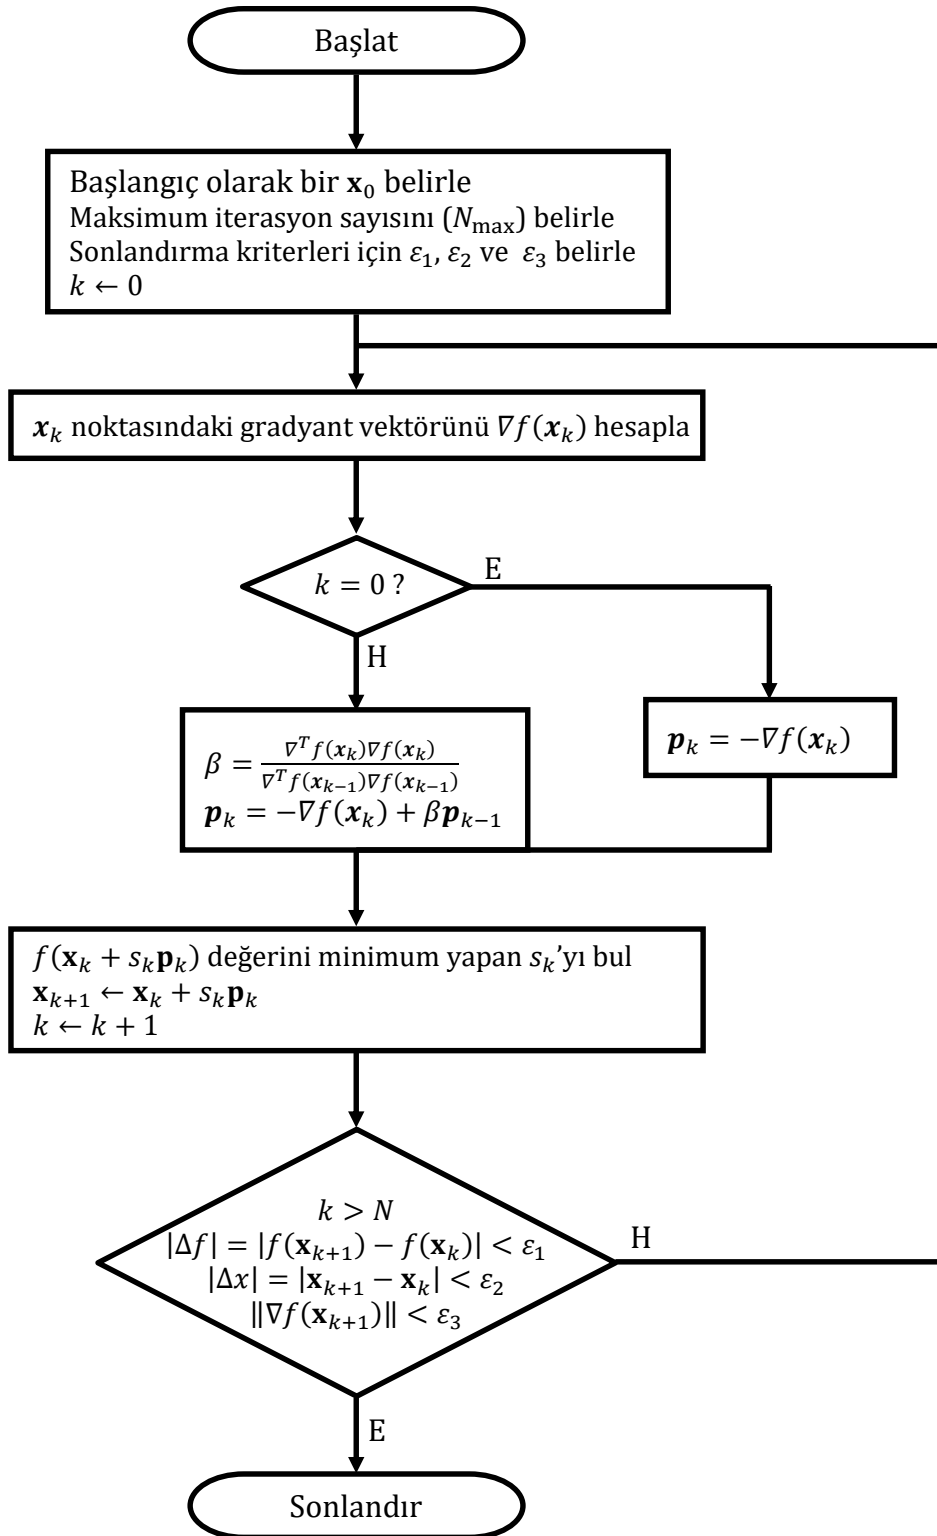 Başlat
Başlangıç olarak bir x₀ belirle
Maksimum iterasyon sayısını (N_max) belirle
Sonlandırma kriterleri için ε₁, ε₂ ve ε₃ belirle
k ← 0
x_k noktasındaki gradyant vektörünü ∇f(x_k) hesapla
k = 0 ?
E
H
β = ∇ᵀf(x_k)∇f(x_k) / ∇ᵀf(x_{k−1})∇f(x_{k−1})
p_k = −∇f(x_k) + βp_{k−1}
p_k = −∇f(x_k)
f(x_k + s_k p_k) değerini minimum yapan s_k’yı bul
x_{k+1} ← x_k + s_k p_k
k ← k + 1
k > N
|Δf| = |f(x_{k+1}) − f(x_k)| < ε₁
|Δx| = |x_{k+1} − x_k| < ε₂
‖∇f(x_{k+1})‖ < ε₃
H
E
Sonlandır